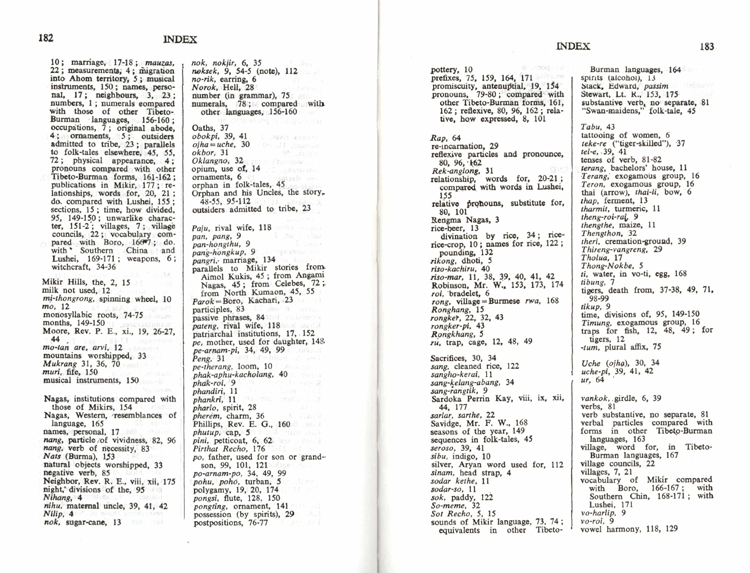 182
INDEX
10; marriage, 17-18; mauzas,
22; measurements, 4; migration
into Ahom territory, 5; musical
instruments, 150; names, perso-
nal, 17; neighbours, 3, 23;
numbers, 1; numerals compared
with those of other Tibeto-
Burman languages, 156-160;
occupations, 7; original abode,
4; ornaments, 5; outsiders
admitted to tribe, 23; parallels
to folk-tales elsewhere, 45, 55,
72; physical appearance, 4;
pronouns compared with other
Tibeto-Burman forms, 161-162;
publications in Mikir, 177; re-
lationships, words for, 20, 21;
do. compared with Lushei, 155;
sections, 15; time, how divided,
95, 149-150; unwarlike charac-
ter, 151-2; villages, 7; village
councils, 22; vocabulary com-
pared with Boro, 166-7; do.
with Southern China and
Lushei, 169-171; weapons, 6;
witchcraft, 34-36
Mikir Hills, the, 2, 15
milk not used, 12
mi-thongrong, spinning wheel, 10
mo, 12
monosyllabic roots, 74-75
months, 149-150
Moore, Rev. P. E., xi., 19, 26-27,
44
mo-tan are, arvi, 12
mountains worshipped, 33
Mukrang 31, 36, 70
muri, fife, 150
musical instruments, 150
Nagas, institutions compared with
those of Mikirs, 154
Nagas, Western, resemblances of
language, 165
names, personal, 17
nang, particle of vividness, 82, 96
nang, verb of necessity, 83
Nats (Burma), 153
natural objects worshipped, 33
negative verb, 85
Neighbor, Rev. R. E., viii, xii, 175
night, divisions of the, 95
Nihang, 4
nihu, maternal uncle, 39, 41, 42
Nilip, 4
nok, sugar-cane, 13
nok, nokjir, 6, 35
noksek, 9, 54-5 (note), 112
no-rik, earring, 6
Norok, Hell, 28
number (in grammar), 75
numerals, 78; compared with
other languages, 156-160
Oaths, 37
obokpi, 39, 41
ojha=uche, 30
okbor, 31
Oklangno, 32
opium, use of, 14
ornaments, 6
orphan in folk-tales, 45
Orphan and his Uncles, the story,
48-55, 95-112
outsiders admitted to tribe, 23
Paju, rival wife, 118
pan, pang, 9
pan-hongthu, 9
pang-hongkup, 9
pangri, marriage, 134
parallels to Mikir stories from
Aimol Kukis, 45; from Angami
Nagas, 45; from Celebes, 72;
from North Kumaon, 45, 55
Parok=Boro, Kachari, 23
participles, 83
passive phrases, 84
pateng, rival wife, 118
patriarchal institutions, 17, 152
pe, mother, used for daughter, 148
pe-arnam-pi, 34, 49, 99
Peng, 31
pe-therang, loom, 10
phak-aphu-kacholang, 40
phak-roi, 9
phandiri, 11
phankri, 11
pharlo, spirit, 28
pherem, charm, 36
Phillips, Rev. E. G., 160
phutup, cap, 5
pini, petticoat, 6, 62
Pirthat Recho, 176
po, father, used for son or grand-
son, 99, 101, 121
po-arnam-po, 34, 49, 99
pohu, poho, turban, 5
polygamy, 19, 20, 174
pongsi, flute, 128, 150
pongting, ornament, 141
possession (by spirits), 29
postpositions, 76-77
INDEX
183
pottery, 10
prefixes, 75, 159, 164, 171
promiscuity, antenuptial, 19, 154
pronouns, 79-80; compared with
other Tibeto-Burman forms, 161,
162; reflexive, 80, 96, 162; rela-
tive, how expressed, 8, 101
Rap, 64
re-incarnation, 29
reflexive particles and pronounce,
80, 96, 162
Rek-anglong, 31
relationship, words for, 20-21;
compared with words in Lushei,
155
relative pronouns, substitute for,
80, 101
Rengma Nagas, 3
rice-beer, 13
divination by rice, 34; rice-
rice-crop, 10; names for rice, 122;
pounding, 132
rikong, dhoti, 5
riso-kachiru, 40
riso-mar, 11, 38, 39, 40, 41, 42
Robinson, Mr. W., 153, 173, 174
roi, bradelet, 6
rong, village=Burmese rwa, 168
Ronghang, 15
rongker, 22, 32, 43
rongker-pi, 43
Rongkhang, 5
ru, trap, cage, 12, 48, 49
Sacrifices, 30, 34
sang, cleaned rice, 122
sangho-kerai, 11
sang-kelang-abang, 34
sang-rangtik, 9
Sardoka Perrin Kay, viii, ix, xii,
44, 177
sarlar, sarthe, 22
Savidge, Mr. F. W., 168
seasons of the year, 149
sequences in folk-tales, 45
seroso, 39, 41
sibu, indigo, 10
silver, Aryan word used for, 112
sinam, head strap, 4
sodar kethe, 11
sodar-so, 11
sok, paddy, 122
So-meme, 32
Sot Recho, 5, 15
sounds of Mikir language, 73, 74;
equivalents in other Tibeto-
Burman languages, 164
spirits (alcohol), 13
Stack, Edward, passim
Stewart, Lt. R., 153, 175
substantive verb, no separate, 81
"Swan-maidens," folk-tale, 45
Tabu, 43
tattooing of women, 6
teke-re ("tiger-skilled"), 37
tel-e, 39, 41
tenses of verb, 81-82
terang, bachelors' house, 11
Terang, exogamous group, 16
Teron, exogamous group, 16
thai (arrow), thai-li, bow, 6
thap, ferment, 13
tharmit, turmeric, 11
theng-roi-rai, 9
thengthe, maize, 11
Thengthon, 32
theri, cremation-ground, 39
Thireng-vangreng, 29
Tholua, 17
Thong-Nokbe, 5
ti, water, in vo-ti, egg, 168
tibung, 7
tigers, death from, 37-38, 49, 71,
98-99
tikup, 9
time, divisions of, 95, 149-150
Timung, exogamous group, 16
traps for fish, 12, 48, 49; for
tigers, 12
-tum, plural affix, 75
Uche (ojha), 30, 34
uche-pi, 39, 41, 42
ur, 64
vankok, girdle, 6, 39
verbs, 81
verb substantive, no separate, 81
verbal particles compared with
forms in other Tibeto-Burman
languages, 163
village, word for, in Tibeto-
Burman languages, 167
village councils, 22
villages, 7, 21
vocabulary of Mikir compared
with Boro, 166-167; with
Southern Chin, 168-171; with
Lushei, 171
vo-harlip, 9
vo-roi, 9
vowel harmony, 118, 129